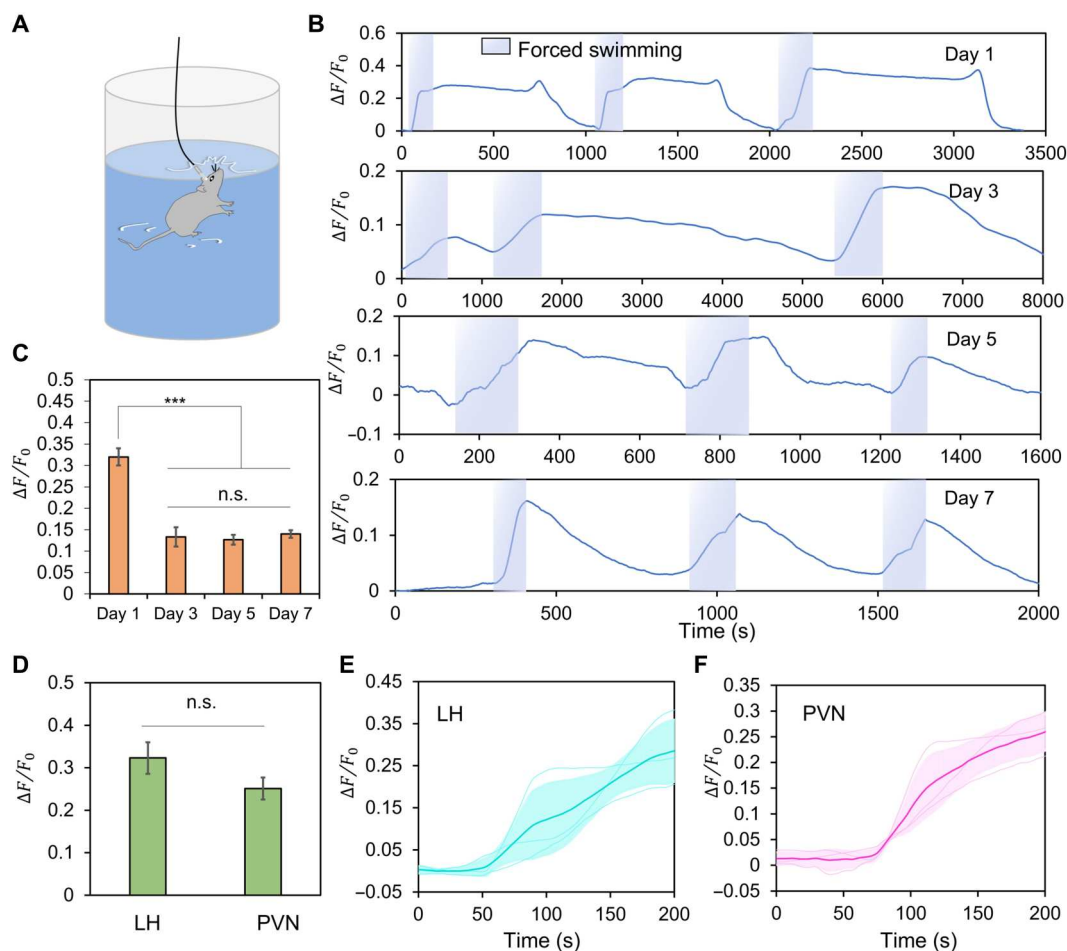 A
B
Forced swimming
Day 1
ΔF/F0
0.6
0.4
0.2
0
0 500 1000 1500 2000 2500 3000 3500
Day 3
ΔF/F0
0.2
0.1
0
0 1000 2000 3000 4000 5000 6000 7000 8000
Day 5
ΔF/F0
0.2
0.1
0
−0.1
0 200 400 600 800 1000 1200 1400 1600
Day 7
ΔF/F0
0.2
0.1
0
0 500 1000 1500 2000
Time (s)
C
ΔF/F0
0.5
0.45
0.4
0.35
0.3
0.25
0.2
0.15
0.1
0.05
0
***
n.s.
Day 1 Day 3 Day 5 Day 7
D
ΔF/F0
0.5
0.4
0.3
0.2
0.1
0
n.s.
LH PVN
E
LH
ΔF/F0
0.45
0.35
0.25
0.15
0.05
−0.05
0 50 100 150 200
Time (s)
F
PVN
ΔF/F0
0.35
0.3
0.25
0.2
0.15
0.1
0.05
0
−0.05
0 50 100 150 200
Time (s)